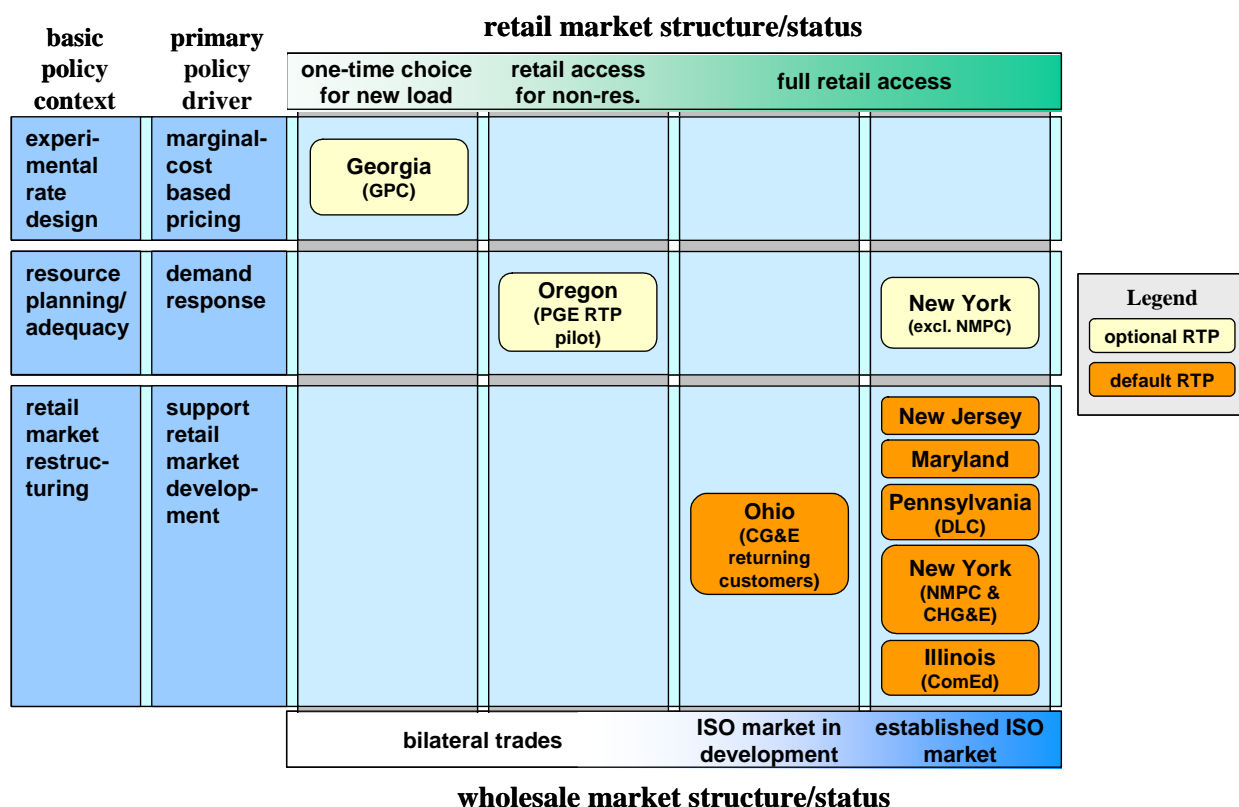 retail market structure/status
basic
policy
context
primary
policy
driver
one-time choice
for new load
retail access
for non-res.
full retail access
experi-
mental
rate
design
marginal-
cost
based
pricing
Georgia
(GPC)
resource
planning/
adequacy
demand
response
Oregon
(PGE RTP
pilot)
New York
(excl. NMPC)
Legend
optional RTP
default RTP
retail
market
restruc-
turing
support
retail
market
develop-
ment
Ohio
(CG&E
returning
customers)
New Jersey
Maryland
Pennsylvania
(DLC)
New York
(NMPC &
CHG&E)
Illinois
(ComEd)
bilateral trades
ISO market in
development
established ISO
market
wholesale market structure/status